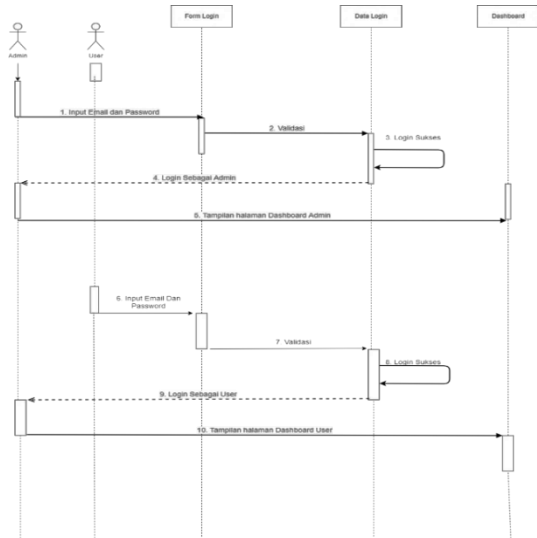 Form Login
Data Login
Dashboard
Admin
User
1. Input Email dan Password
2. Validasi
3. Login Sukses
4. Login Sebagai Admin
5. Tampilan halaman Dashboard Admin
6. Input Email Dan
Password
7. Validasi
8. Login Sukses
9. Login Sebagai User
10. Tampilan halaman Dashboard User